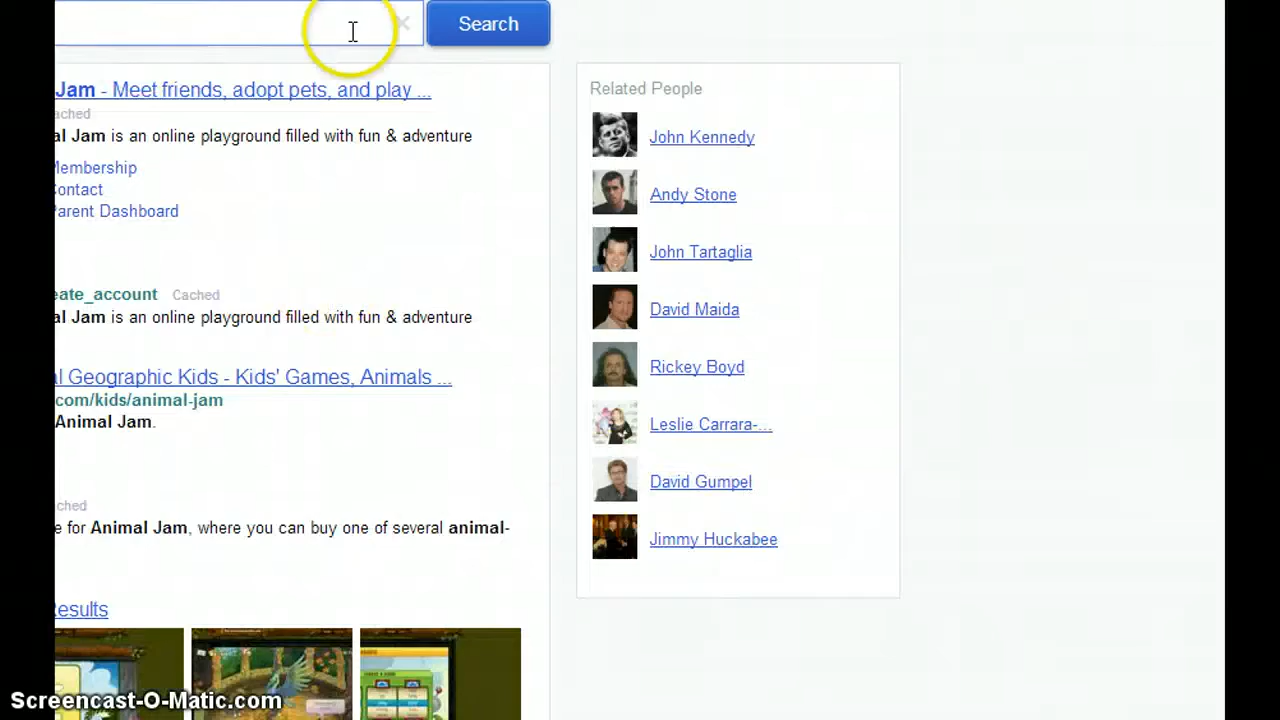 Search
Jam - Meet friends, adopt pets, and play ...
ached
al Jam is an online playground filled with fun & adventure
Membership
Contact
Parent Dashboard
eate_account Cached
al Jam is an online playground filled with fun & adventure
al Geographic Kids - Kids' Games, Animals ...
com/kids/animal-jam
Animal Jam.
ched
e for Animal Jam, where you can buy one of several animal-
Results
Related People
John Kennedy
Andy Stone
John Tartaglia
David Maida
Rickey Boyd
Leslie Carrara-...
David Gumpel
Jimmy Huckabee
Screencast-O-Matic.com